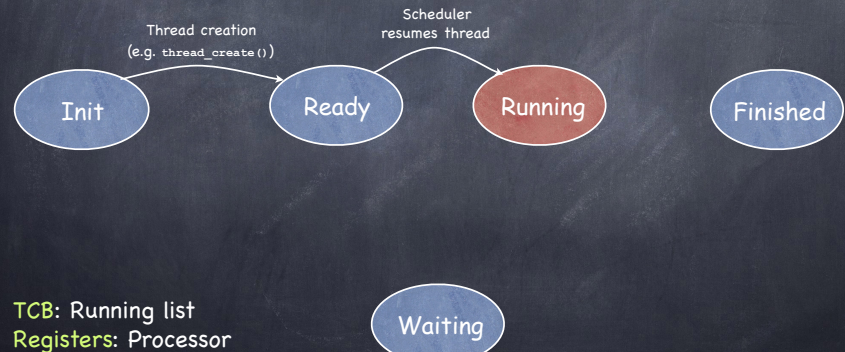 Thread creation
(e.g. thread_create())
Scheduler
resumes thread
Init
Ready
Running
Finished
TCB: Running list
Registers: Processor
Waiting